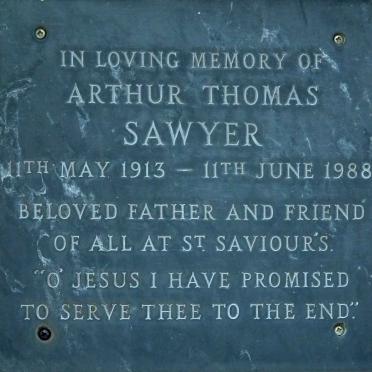 IN LOVING MEMORY OF
ARTHUR THOMAS
SAWYER
11TH MAY 1913 – 11TH JUNE 1988
BELOVED FATHER AND FRIEND
OF ALL AT ST. SAVIOUR'S.
"O' JESUS I HAVE PROMISED
TO SERVE THEE TO THE END."